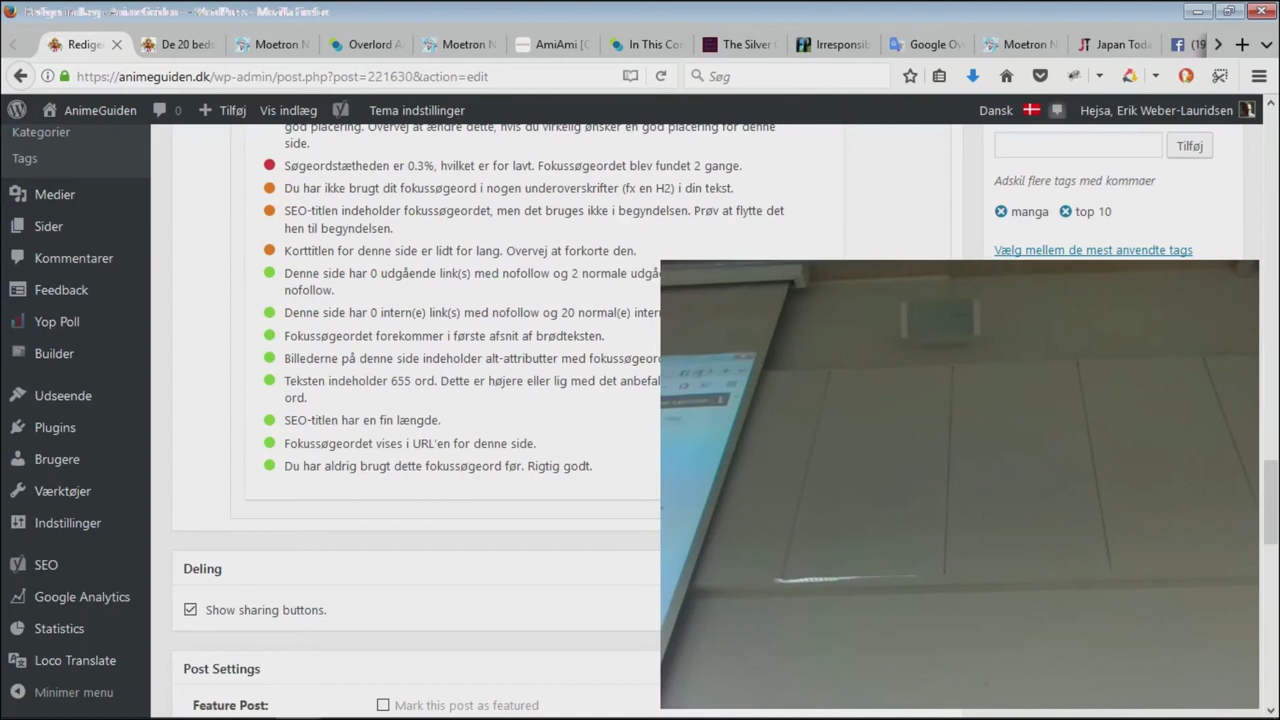 Rediger
De 20 beds
Moetron N
Overlord A
Moetron N
AmiAmi [
In This Co
The Silver
Irresponsib
Google Ov
Moetron N
Japan Toda
(19
https://animeguiden.dk/wp-admin/post.php?post=221630&action=edit
Søg
AnimeGuiden
0
Tilføj
Vis indlæg
Tema indstillinger
Dansk
Hejsa, Erik Weber-Lauridsen
Kategorier
Tags
Medier
Sider
Kommentarer
Feedback
Yop Poll
Builder
Udseende
Plugins
Brugere
Værktøjer
Indstillinger
SEO
Google Analytics
Statistics
Loco Translate
Minimer menu
god placering. Overvej at ændre dette, hvis du virkelig ønsker en god placering for denne
side.
Søgeordstætheden er 0.3%, hvilket er for lavt. Fokussøgeordet blev fundet 2 gange.
Du har ikke brugt dit fokussøgeord i nogen underoverskrifter (fx en H2) i din tekst.
SEO-titlen indeholder fokussøgeordet, men det bruges ikke i begyndelsen. Prøv at flytte det
hen til begyndelsen.
Korttitlen for denne side er lidt for lang. Overvej at forkorte den.
Denne side har 0 udgående link(s) med nofollow og 2 normale udgå
nofollow.
Denne side har 0 intern(e) link(s) med nofollow og 20 normal(e) inter
Fokussøgeordet forekommer i første afsnit af brødteksten.
Billederne på denne side indeholder alt-attributter med fokussøgeord
Teksten indeholder 655 ord. Dette er højere eller lig med det anbefal
ord.
SEO-titlen har en fin længde.
Fokussøgeordet vises i URL'en for denne side.
Du har aldrig brugt dette fokussøgeord før. Rigtig godt.
Deling
Show sharing buttons.
Post Settings
Feature Post:
Mark this post as featured
Tilføj
Adskil flere tags med kommaer
manga
top 10
Vælg mellem de mest anvendte tags